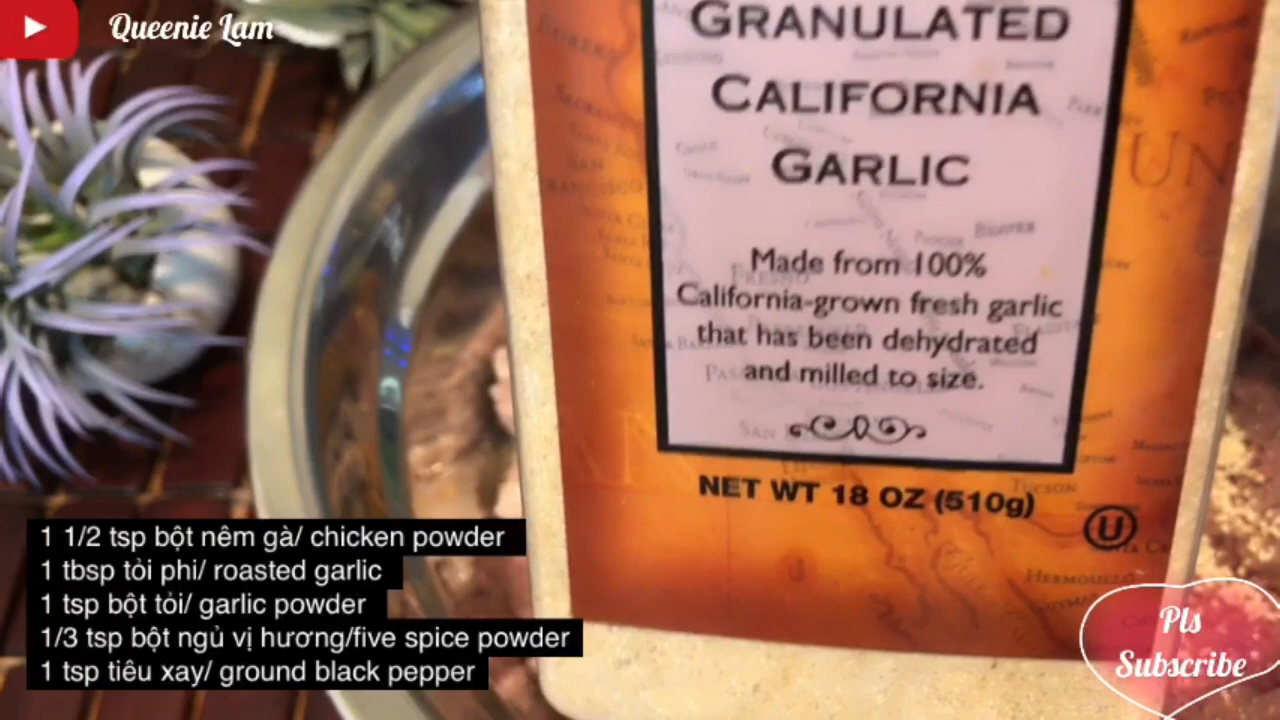 Queenie Lam
GRANULATED
CALIFORNIA
GARLIC
Made from 100%
California-grown fresh garlic
that has been dehydrated
and milled to size.
NET WT 18 OZ (510g)
U
1 1/2 tsp bột nêm gà/ chicken powder
1 tbsp tỏi phi/ roasted garlic
1 tsp bột tỏi/ garlic powder
1/3 tsp bột ngủ vị hương/five spice powder
1 tsp tiêu xay/ ground black pepper
Pls
Subscribe